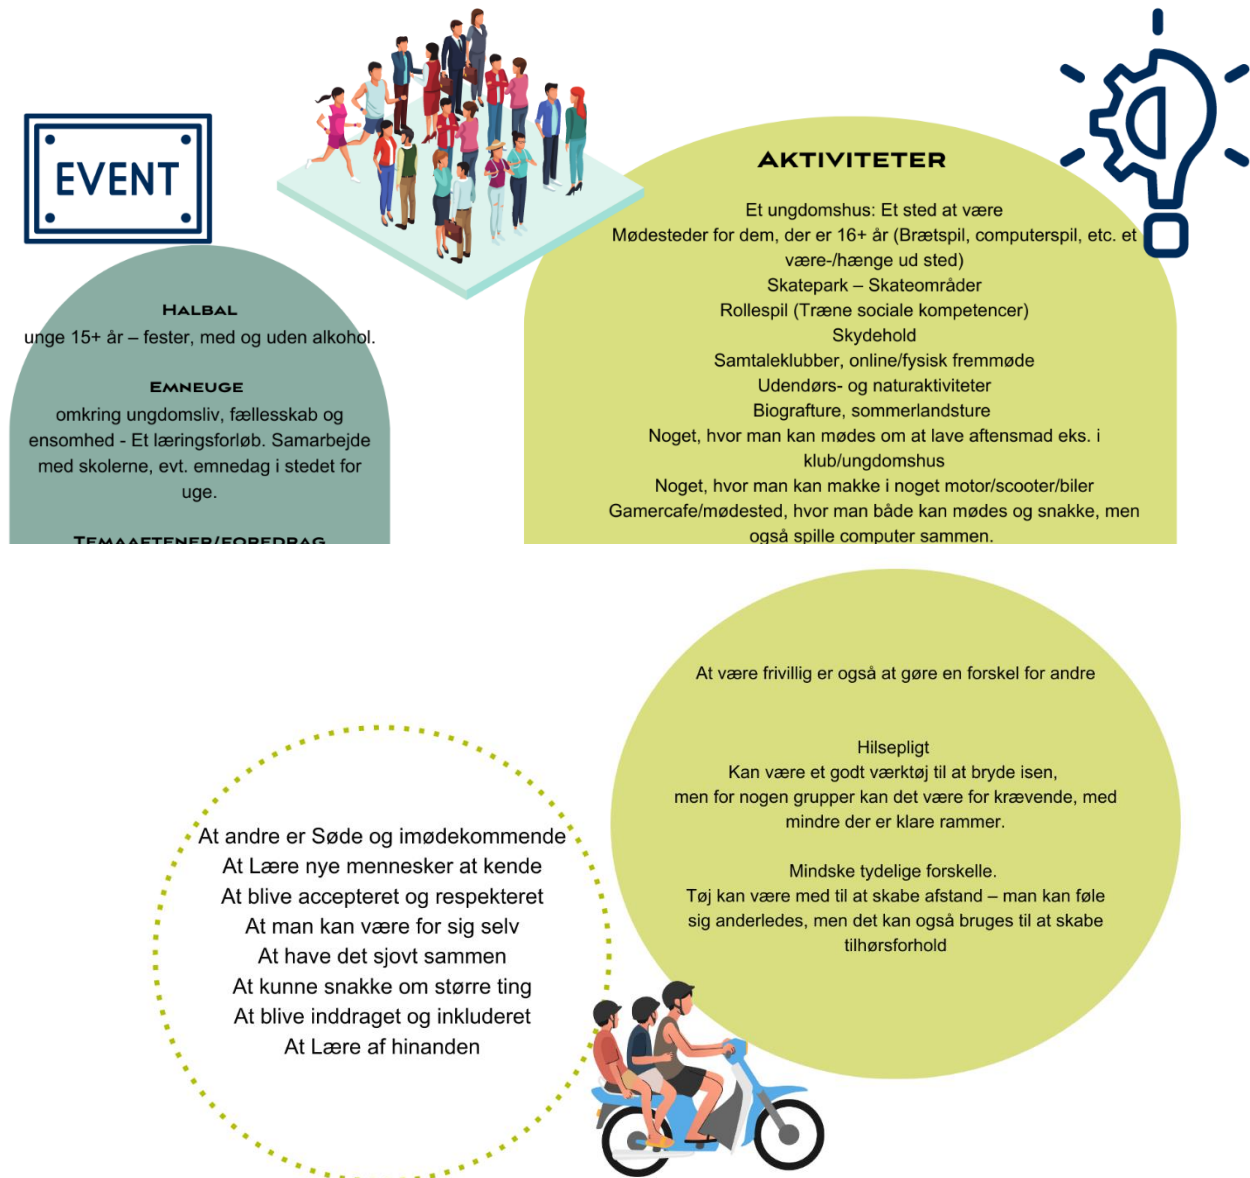 EVENT
HALBAL
unge 15+ år – fester, med og uden alkohol.
EMNEUGE
omkring ungdomsliv, fællesskab og
ensomhed - Et læringsforløb. Samarbejde
med skolerne, evt. emnedag i stedet for
uge.
TEMAAFTENER/FOREDRAG
AKTIVITETER
Et ungdomshus: Et sted at være
Mødesteder for dem, der er 16+ år (Brætspil, computerspil, etc. et
være-/hænge ud sted)
Skatepark – Skateområder
Rollespil (Træne sociale kompetencer)
Skydehold
Samtaleklubber, online/fysisk fremmøde
Udendørs- og naturaktiviteter
Biografture, sommerlandsture
Noget, hvor man kan mødes om at lave aftensmad eks. i
klub/ungdomshus
Noget, hvor man kan makke i noget motor/scooter/biler
Gamercafe/mødested, hvor man både kan mødes og snakke, men
også spille computer sammen.
At andre er Søde og imødekommende
At Lære nye mennesker at kende
At blive accepteret og respekteret
At man kan være for sig selv
At have det sjovt sammen
At kunne snakke om større ting
At blive inddraget og inkluderet
At Lære af hinanden
At være frivillig er også at gøre en forskel for andre
Hilsepligt
Kan være et godt værktøj til at bryde isen,
men for nogen grupper kan det være for krævende, med
mindre der er klare rammer.
Mindske tydelige forskelle.
Tøj kan være med til at skabe afstand – man kan føle
sig anderledes, men det kan også bruges til at skabe
tilhørsforhold